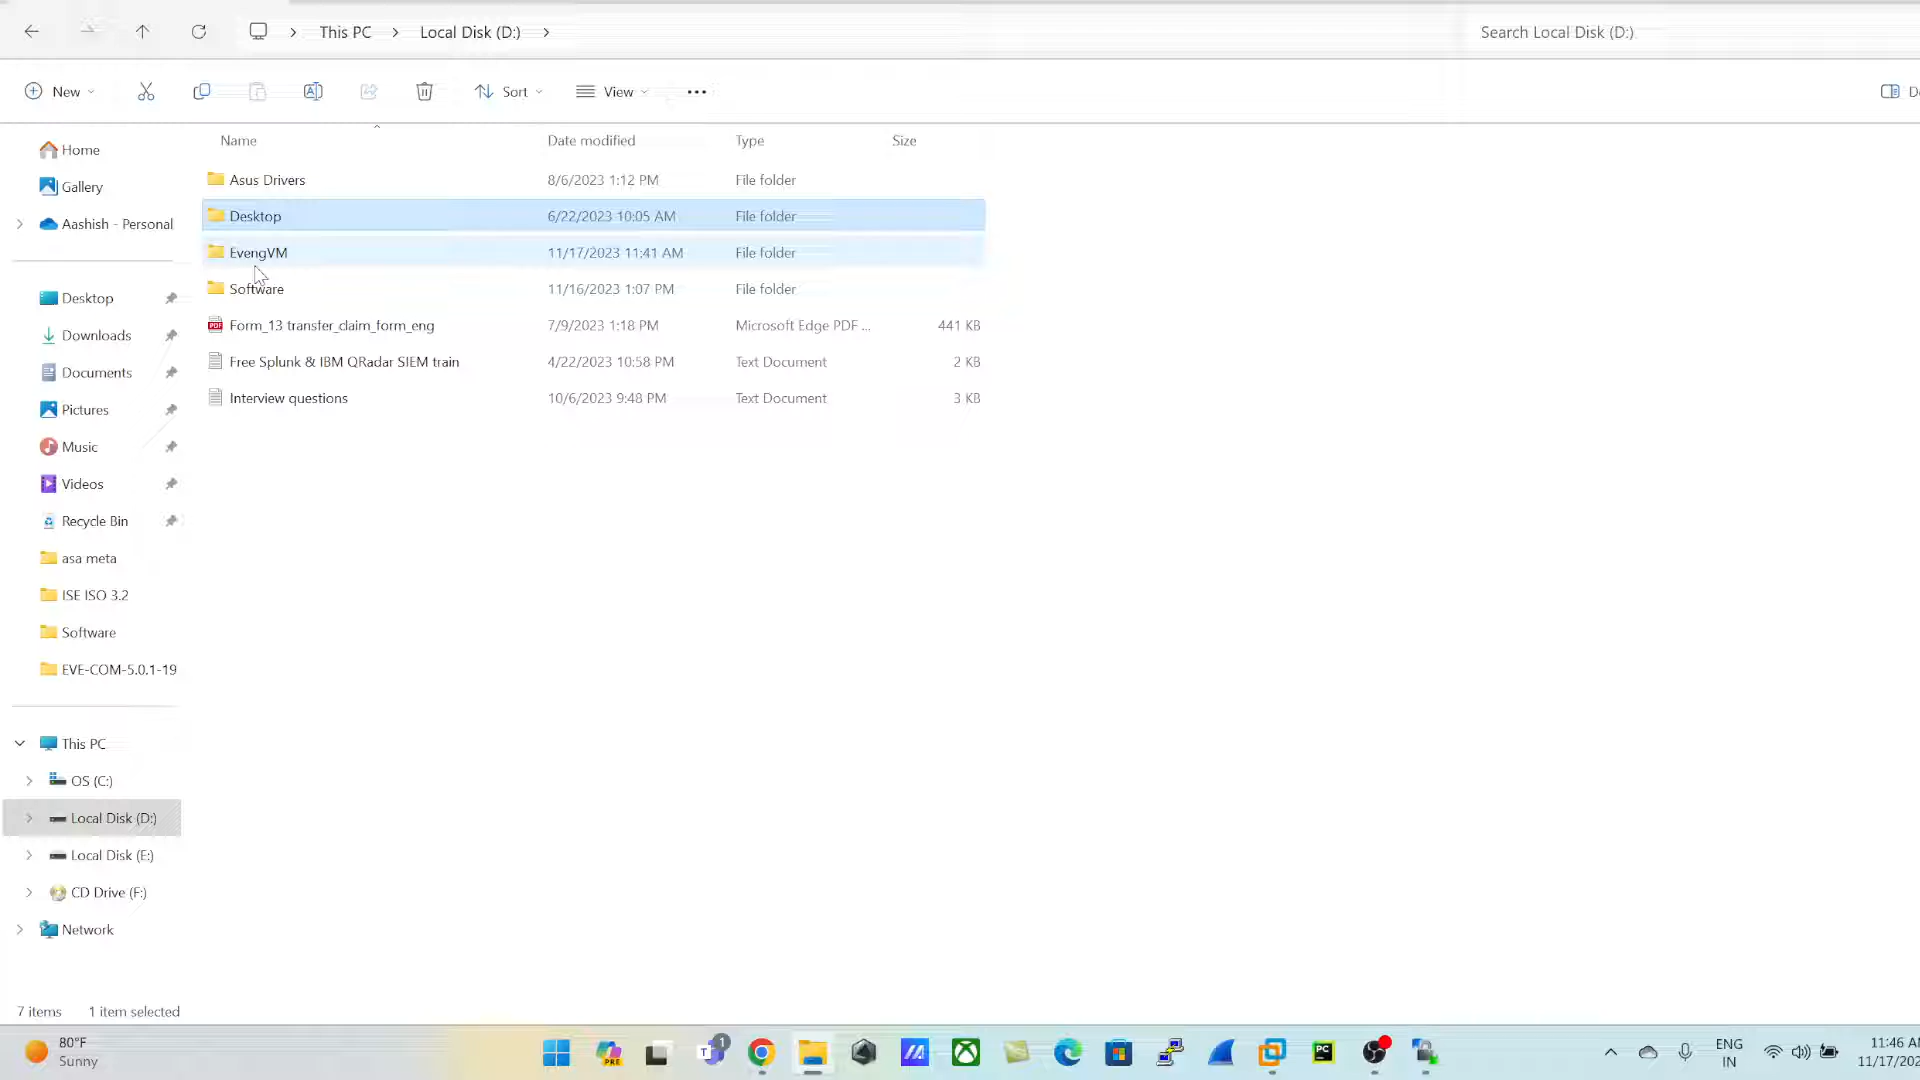 This PC
Local Disk (D:)
Search Local Disk (D:)
New
Sort
View
Name
Date modified
Type
Size
Home
Gallery
Aashish - Personal
Desktop
Downloads
Documents
Pictures
Music
Videos
Recycle Bin
asa meta
ISE ISO 3.2
Software
EVE-COM-5.0.1-19
This PC
OS (C:)
Local Disk (D:)
Local Disk (E:)
CD Drive (F:)
Network
Asus Drivers 8/6/2023 1:12 PM File folder
Desktop 6/22/2023 10:05 AM File folder
EvengVM 11/17/2023 11:41 AM File folder
Software 11/16/2023 1:07 PM File folder
Form_13 transfer_claim_form_eng 7/9/2023 1:18 PM Microsoft Edge PDF ... 441 KB
Free Splunk & IBM QRadar SIEM train 4/22/2023 10:58 PM Text Document 2 KB
Interview questions 10/6/2023 9:48 PM Text Document 3 KB
7 items 1 item selected
80°F
Sunny
PRE
1
PC
ENG
IN
11:46 AM
11/17/202